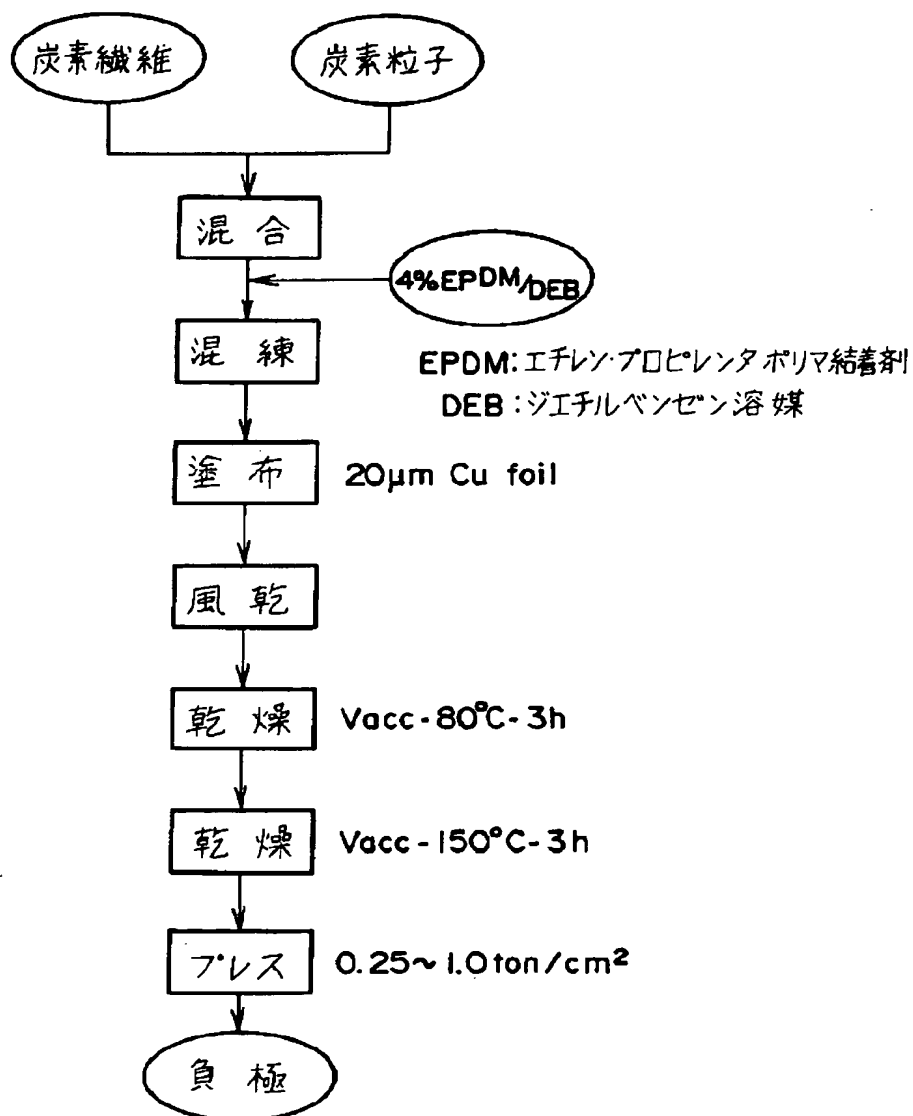 炭素繊維
炭素粒子
混合
4%EPDM/DEB
混練
EPDM:エチレン・プロピレンタポリマ結着剤
DEB:ジエチルベンゼン溶媒
塗布 20μm Cu foil
風乾
乾燥 Vacc-80°C-3h
乾燥 Vacc-150°C-3h
プレス 0.25~1.0ton/cm²
負極